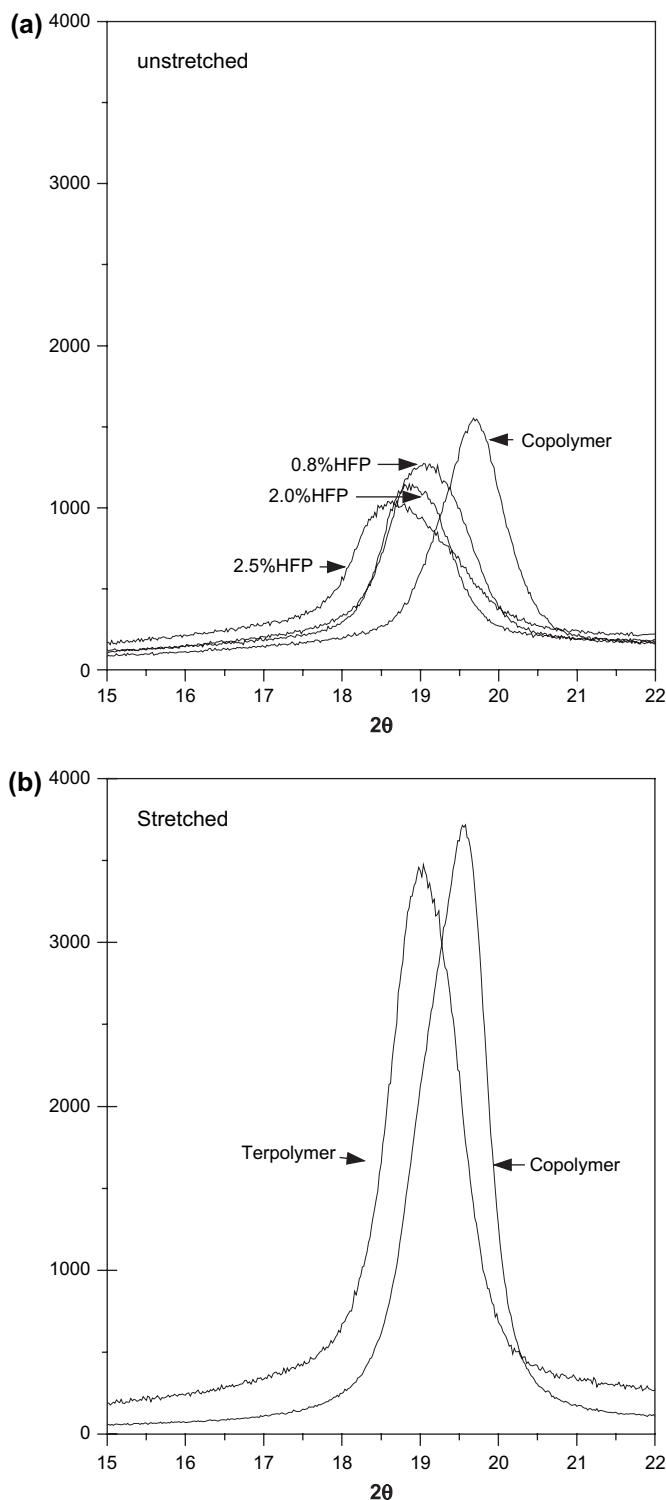 (a)
unstretched
4000
3000
2000
1000
0
Copolymer
0.8%HFP
2.0%HFP
2.5%HFP
15 16 17 18 19 20 21 22
2θ
(b)
Stretched
4000
3000
2000
1000
0
Terpolymer
Copolymer
15 16 17 18 19 20 21 22
2θ